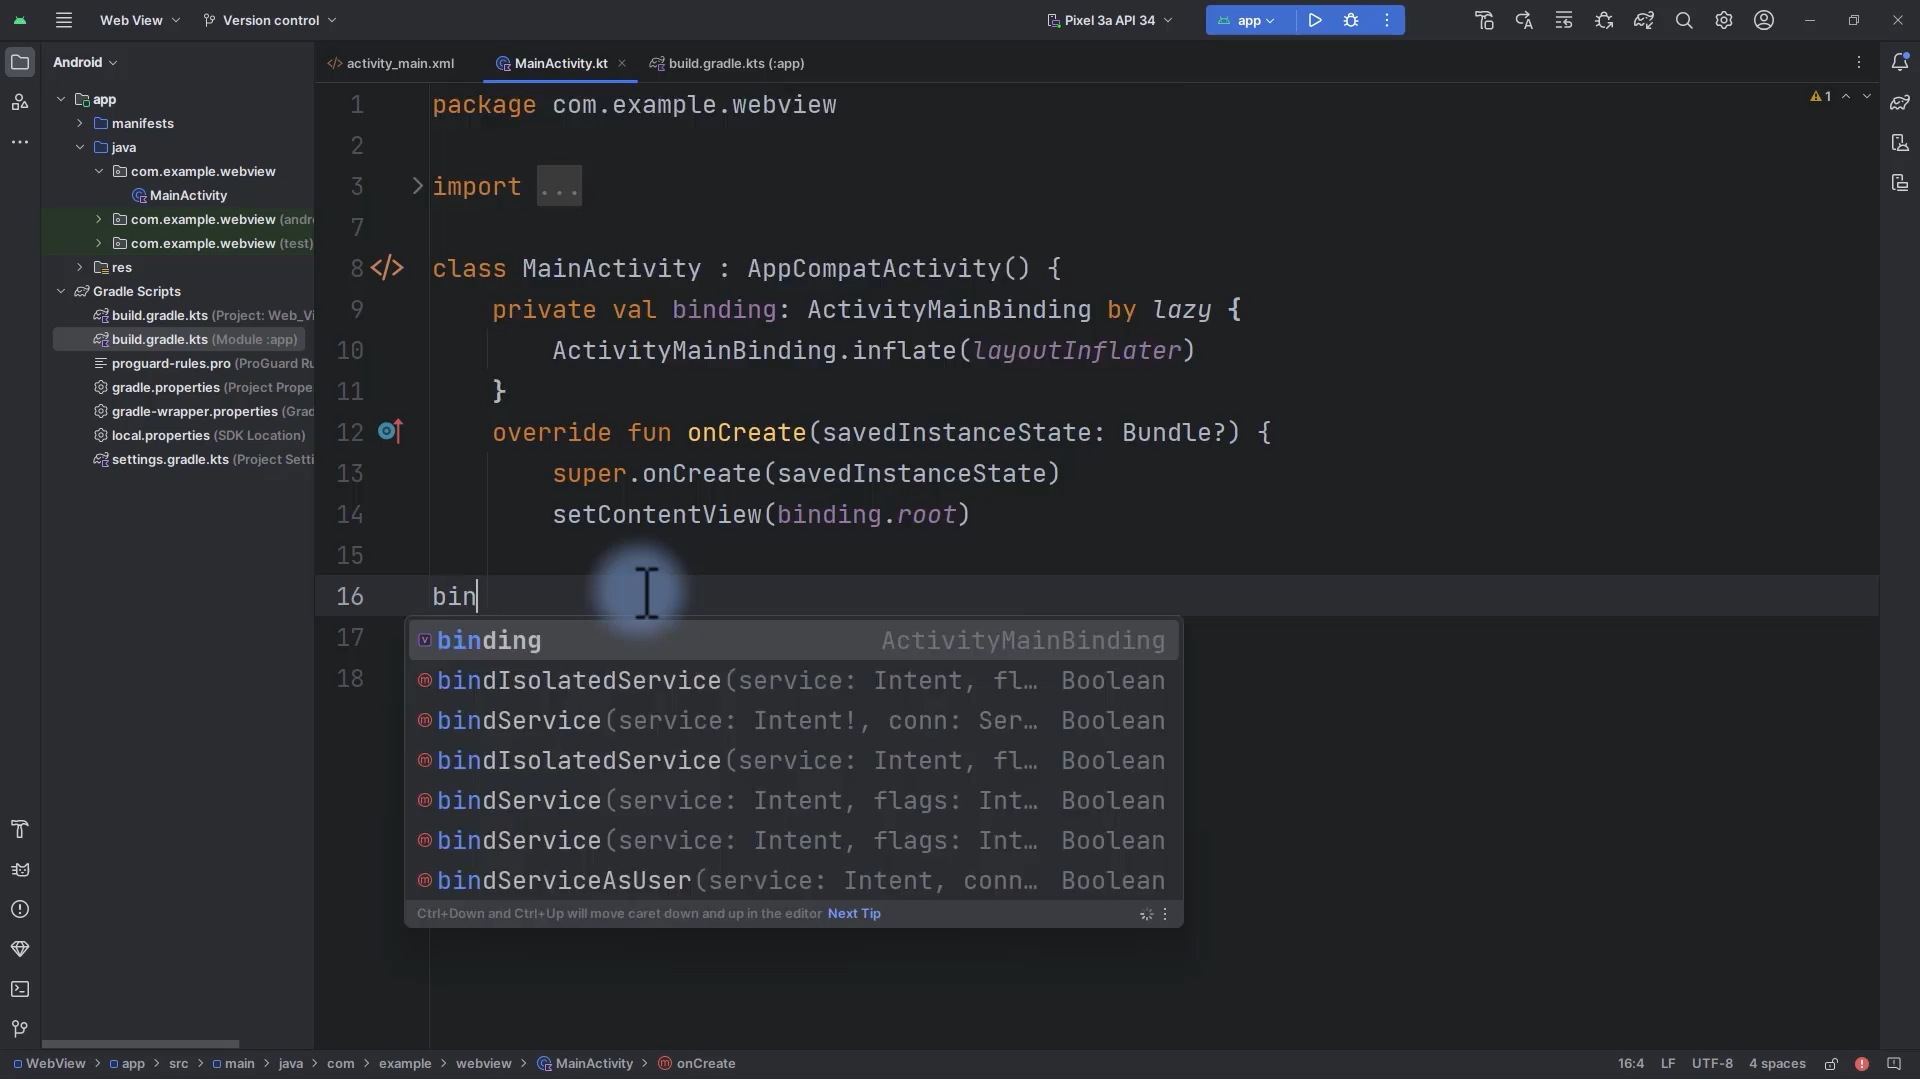 Web View
Version control
Pixel 3a API 34
app
Android
activity_main.xml
MainActivity.kt
build.gradle.kts (:app)
app
manifests
java
com.example.webview
MainActivity
com.example.webview (andr
com.example.webview (test)
res
Gradle Scripts
build.gradle.kts (Project: Web_Vi
build.gradle.kts (Module :app)
proguard-rules.pro (ProGuard Ru
gradle.properties (Project Prope
gradle-wrapper.properties (Grad
local.properties (SDK Location)
settings.gradle.kts (Project Setti
1
1 package com.example.webview
2
3 import ...
7
8 class MainActivity : AppCompatActivity() {
9 private val binding: ActivityMainBinding by lazy {
10 ActivityMainBinding.inflate(layoutInflater)
11 }
12 override fun onCreate(savedInstanceState: Bundle?) {
13 super.onCreate(savedInstanceState)
14 setContentView(binding.root)
15
16 bin
17
18
binding ActivityMainBinding
bindIsolatedService(service: Intent, fl… Boolean
bindService(service: Intent!, conn: Ser… Boolean
bindIsolatedService(service: Intent, fl… Boolean
bindService(service: Intent, flags: Int… Boolean
bindService(service: Intent, flags: Int… Boolean
bindServiceAsUser(service: Intent, conn… Boolean
Ctrl+Down and Ctrl+Up will move caret down and up in the editor Next Tip
WebView > app > src > main > java > com > example > webview > MainActivity > onCreate
16:4 LF UTF-8 4 spaces